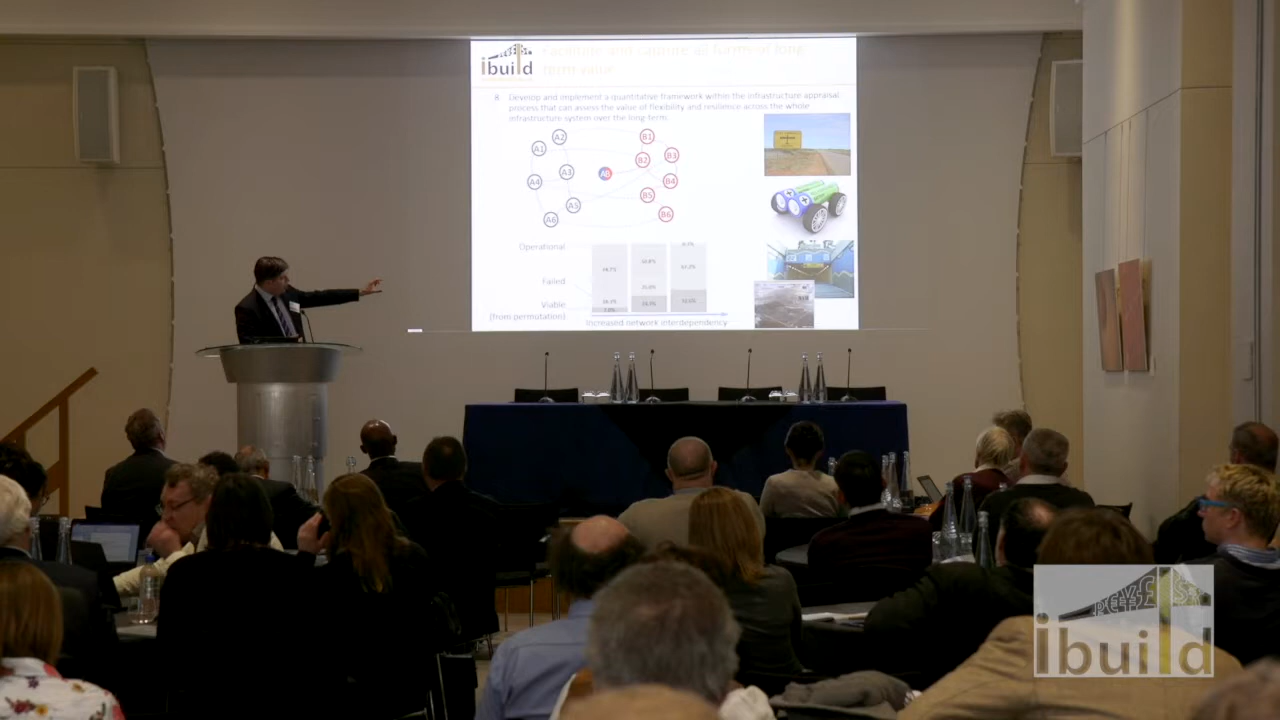 ibuild
Facilitate and capture all forms of long
term value
8 Develop and implement a quantitative framework within the infrastructure appraisal
process that can assess the value of flexibility and resilience across the whole
infrastructure system over the long-term
A2
B1
A1
B2
B3
A3
AB
A4
B4
A5
B5
A6
B6
Operational
Failed
Viable
(from permutation)
Increased network interdependency
ibuild